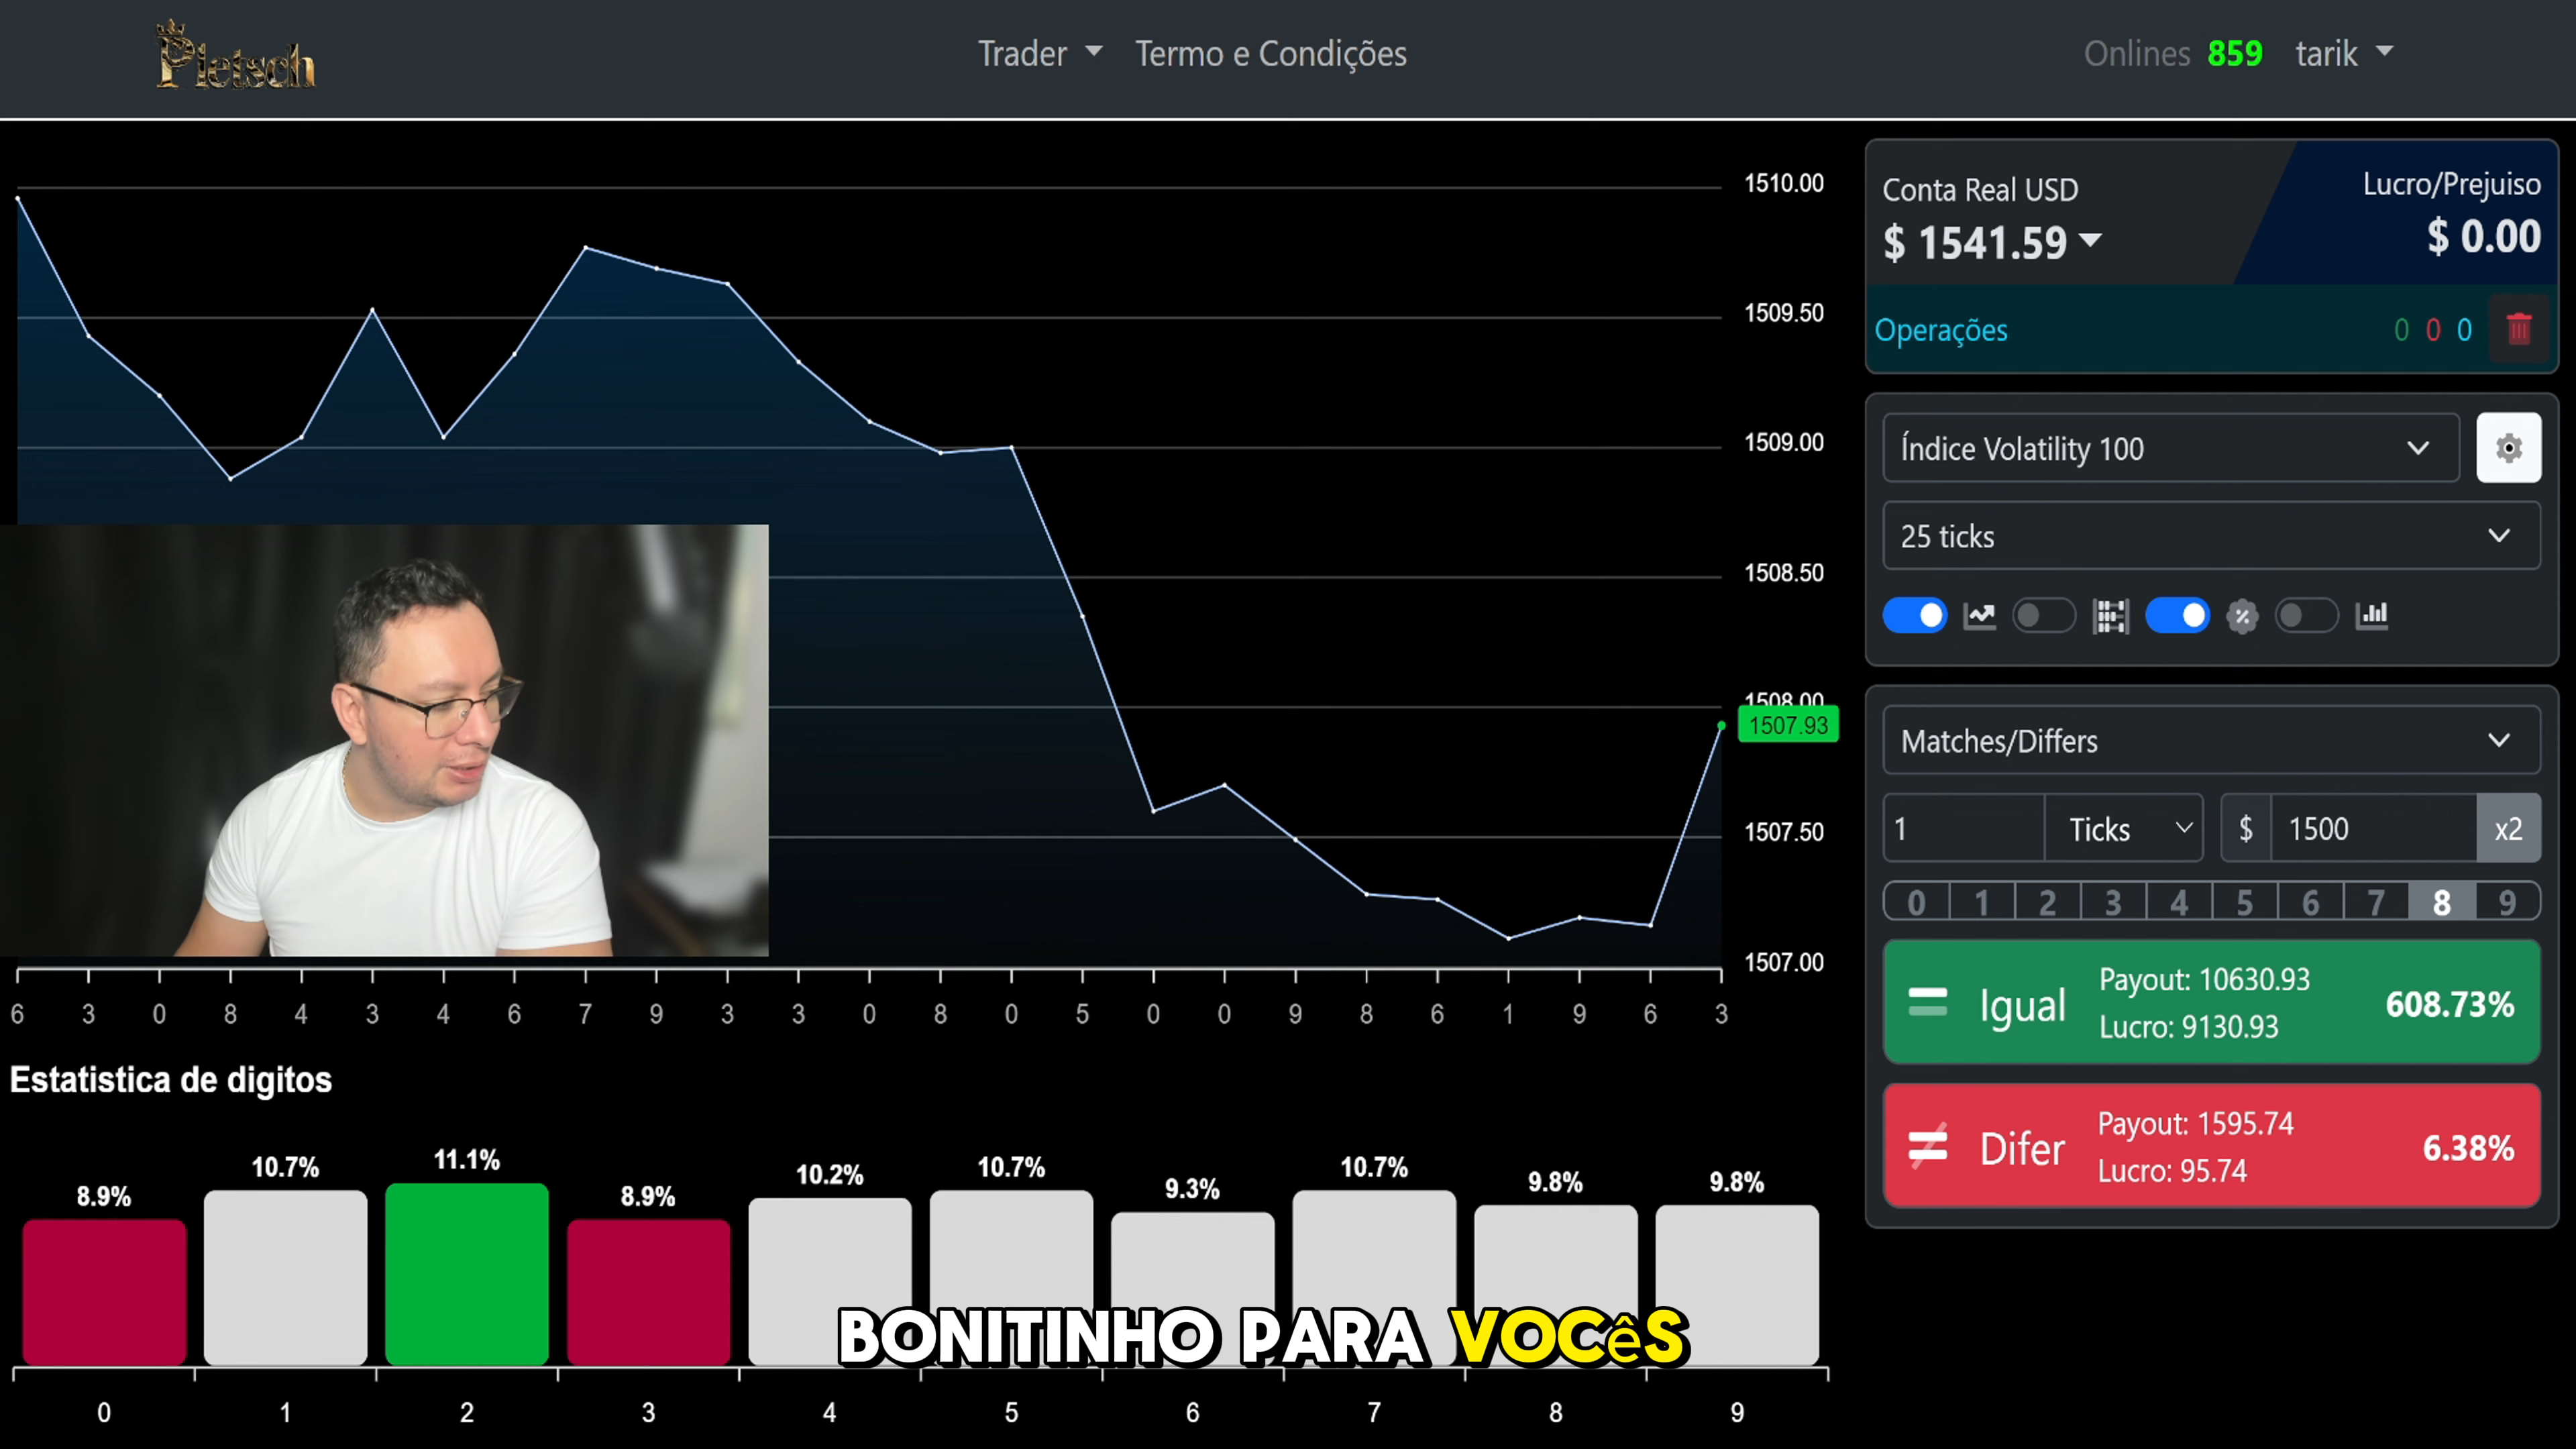 Pletsch
Trader
Termo e Condições
Onlines 859
tarik
1510.00
1509.50
1509.00
1508.50
1508.00
1507.93
1507.50
1507.00
6 3 0 8 4 3 4 6 7 9 3 3 0 8 0 5 0 0 9 8 6 1 9 6 3
Estatistica de digitos
8.9% 10.7% 11.1% 8.9% 10.2% 10.7% 9.3% 10.7% 9.8% 9.8%
0 1 2 3 4 5 6 7 8 9
BONITINHO PARA VOCÊS
Conta Real USD
$ 1541.59
Lucro/Prejuiso
$ 0.00
Operações
0 0 0
Índice Volatility 100
25 ticks
Matches/Differs
1 Ticks $ 1500 x2
0 1 2 3 4 5 6 7 8 9
Igual
Payout: 10630.93
Lucro: 9130.93
608.73%
Difer
Payout: 1595.74
Lucro: 95.74
6.38%